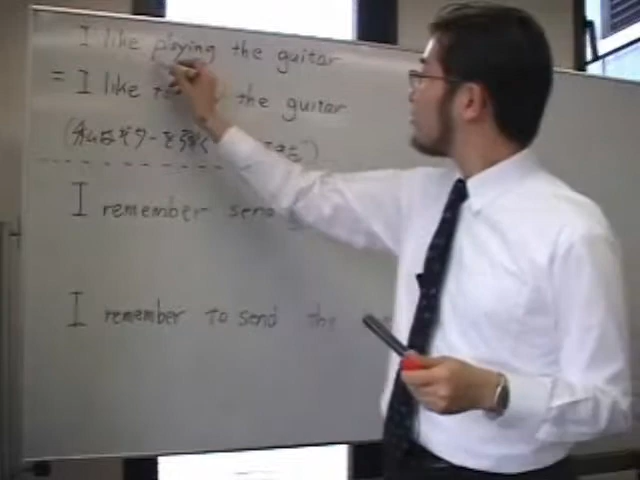 I like playing the guitar
= I like to the guitar
(私はギターを弾く
I remember send
I remember to send the